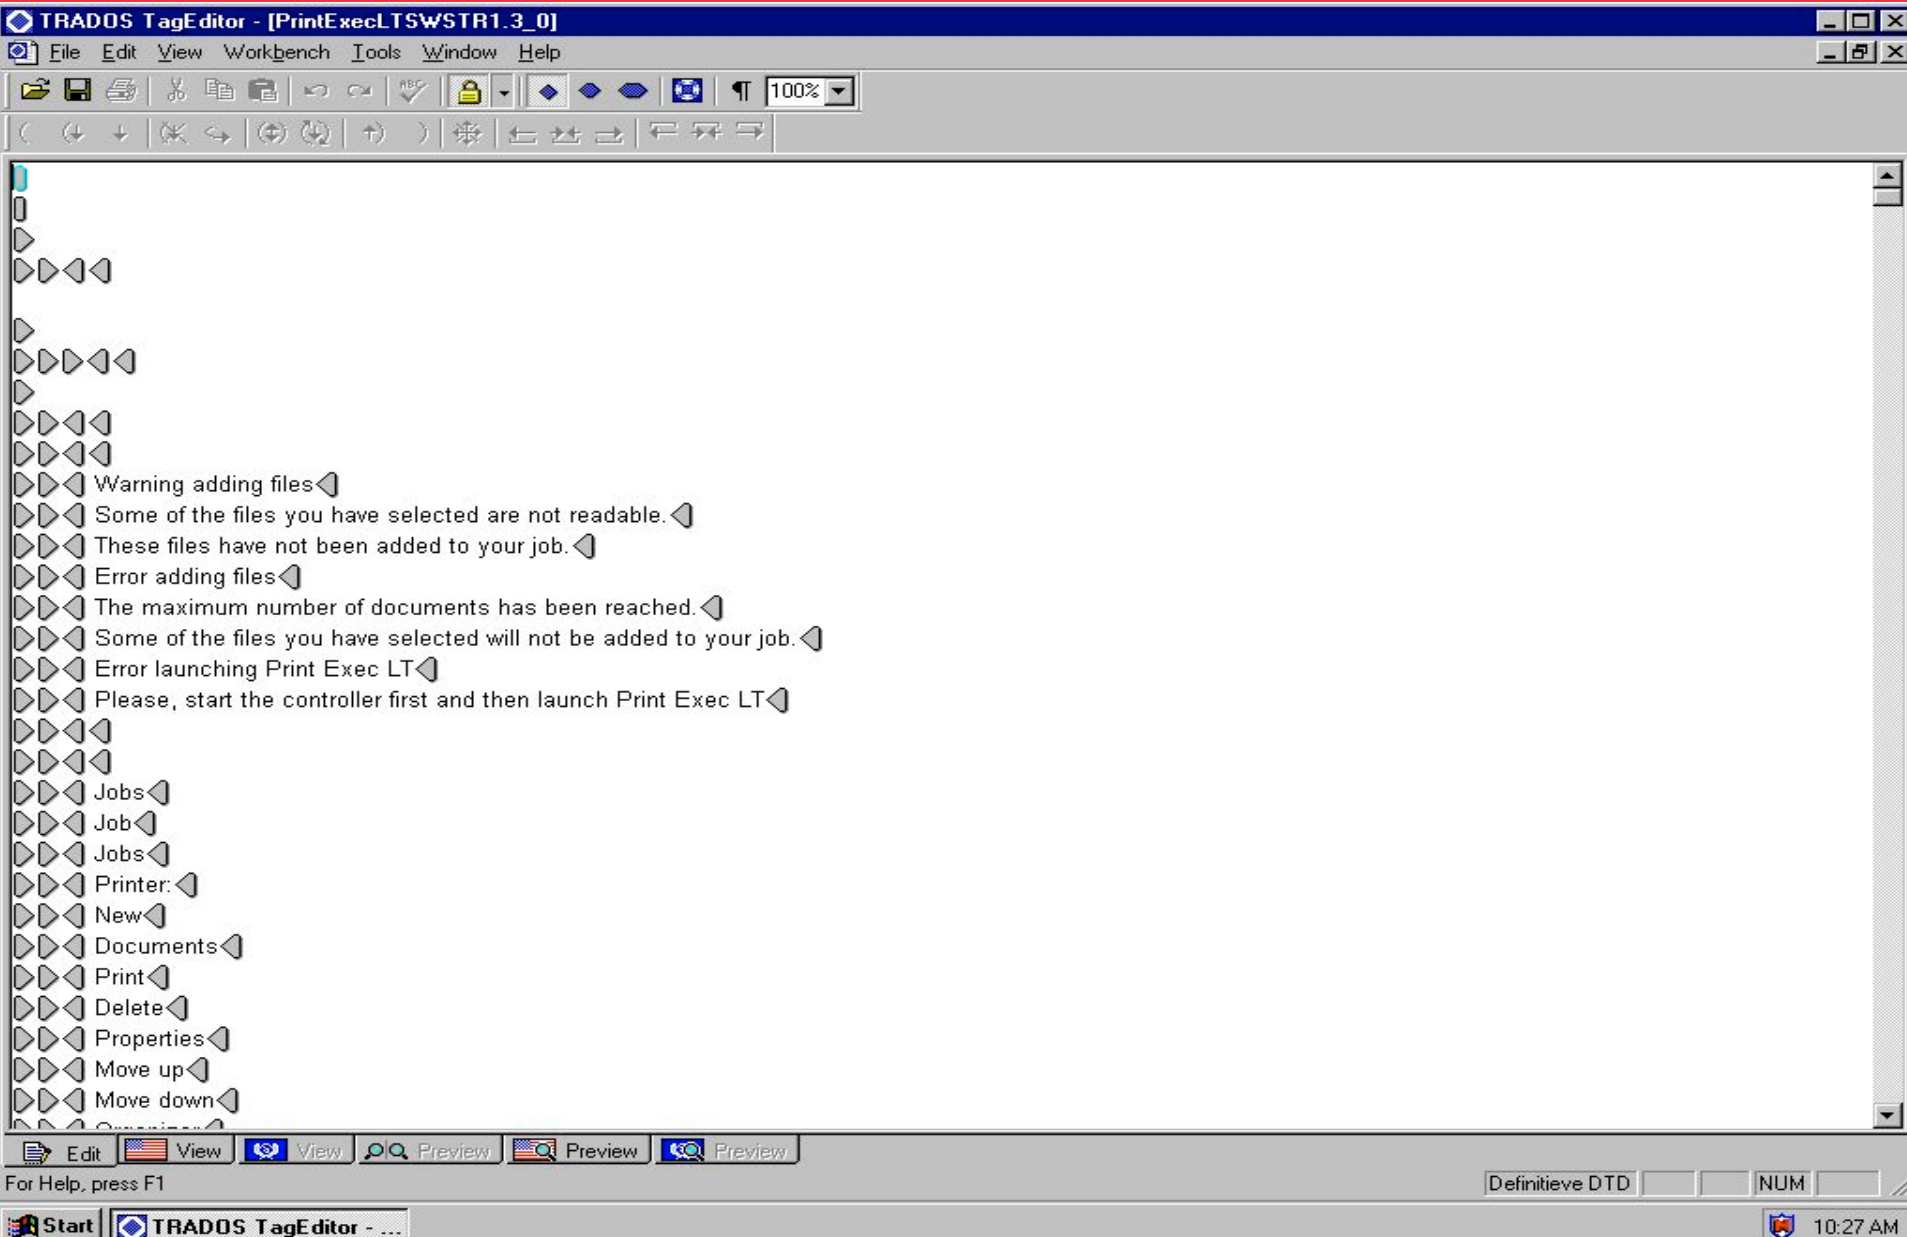 TRADOS TagEditor - [PrintExecLTSWSTR1.3_0]
File Edit View Workbench Tools Window Help
ABC ¶ 100%
Warning adding files
Some of the files you have selected are not readable.
These files have not been added to your job.
Error adding files
The maximum number of documents has been reached.
Some of the files you have selected will not be added to your job.
Error launching Print Exec LT
Please, start the controller first and then launch Print Exec LT
Jobs
Job
Jobs
Printer:
New
Documents
Print
Delete
Properties
Move up
Move down
Edit View View Preview Preview Preview
For Help, press F1 Definitieve DTD NUM
Start TRADOS TagEditor - ... 10:27 AM